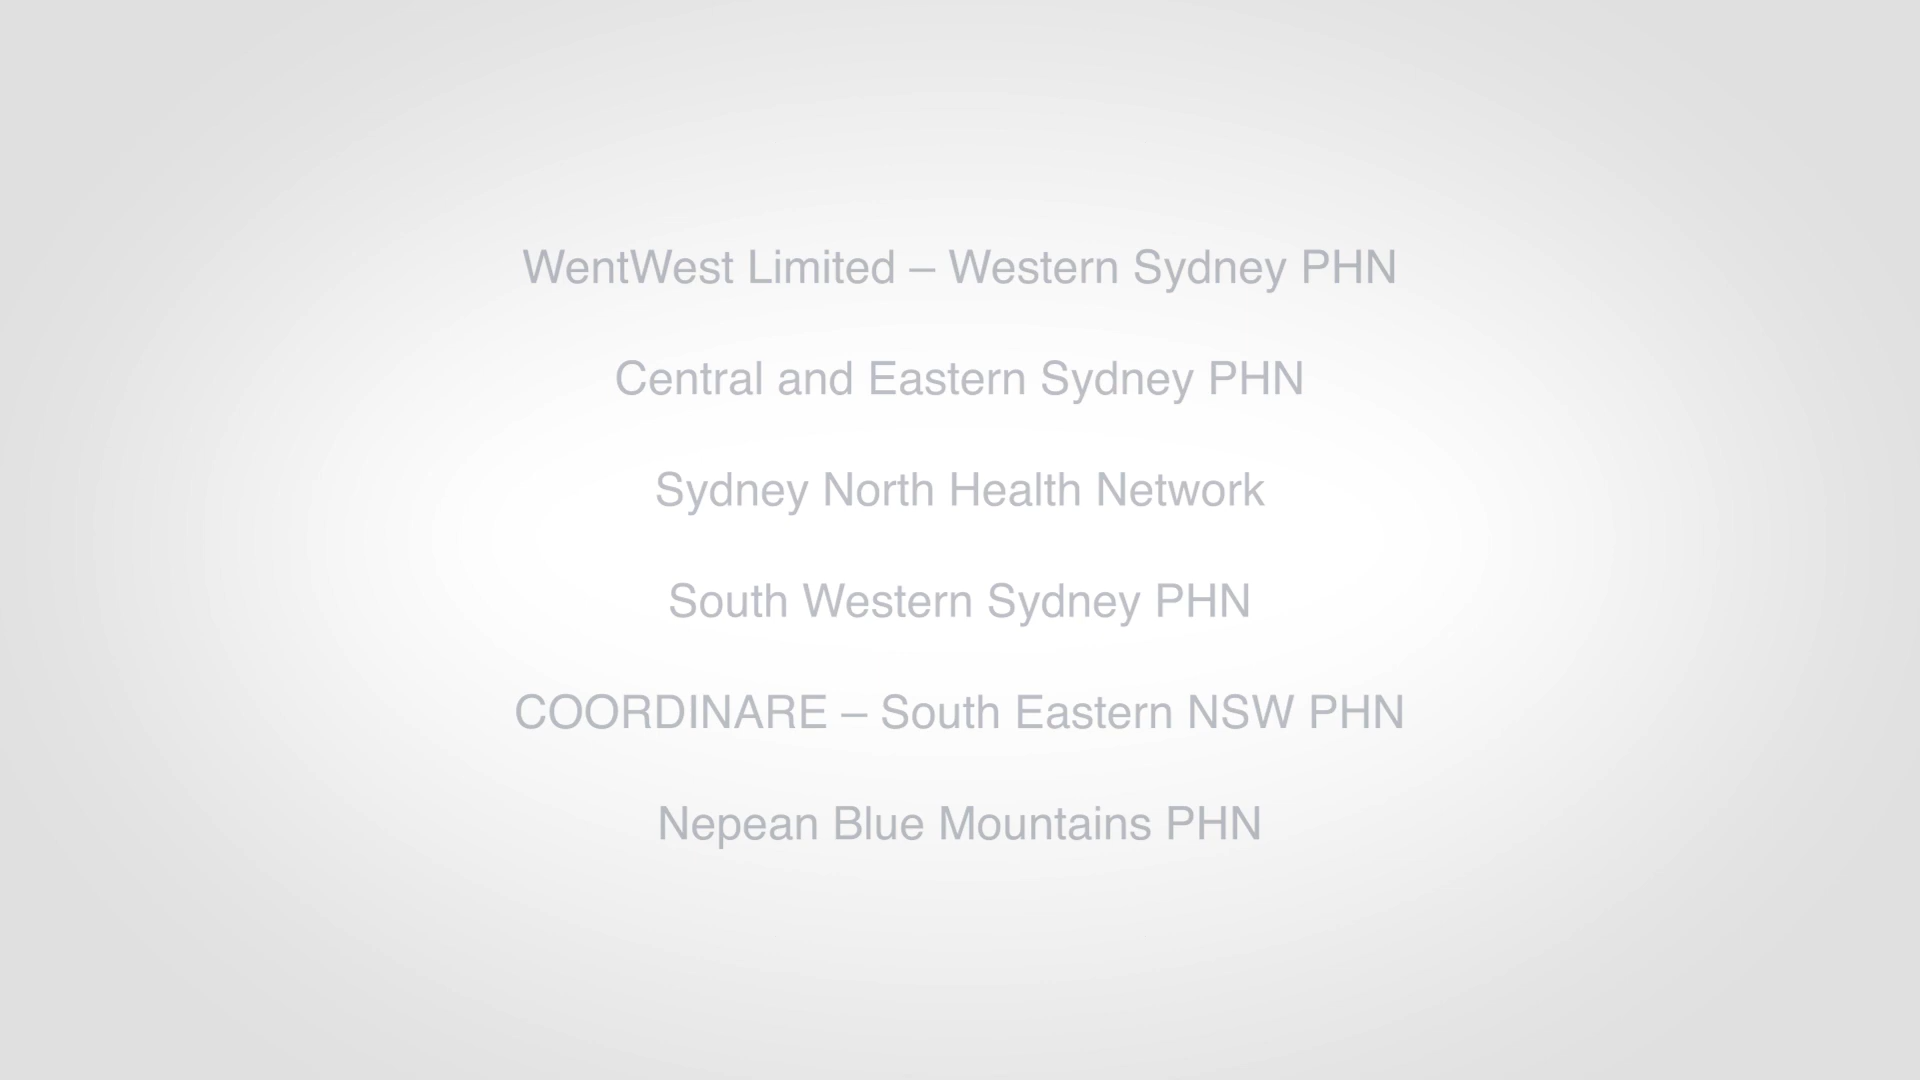 WentWest Limited – Western Sydney PHN
Central and Eastern Sydney PHN
Sydney North Health Network
South Western Sydney PHN
COORDINARE – South Eastern NSW PHN
Nepean Blue Mountains PHN